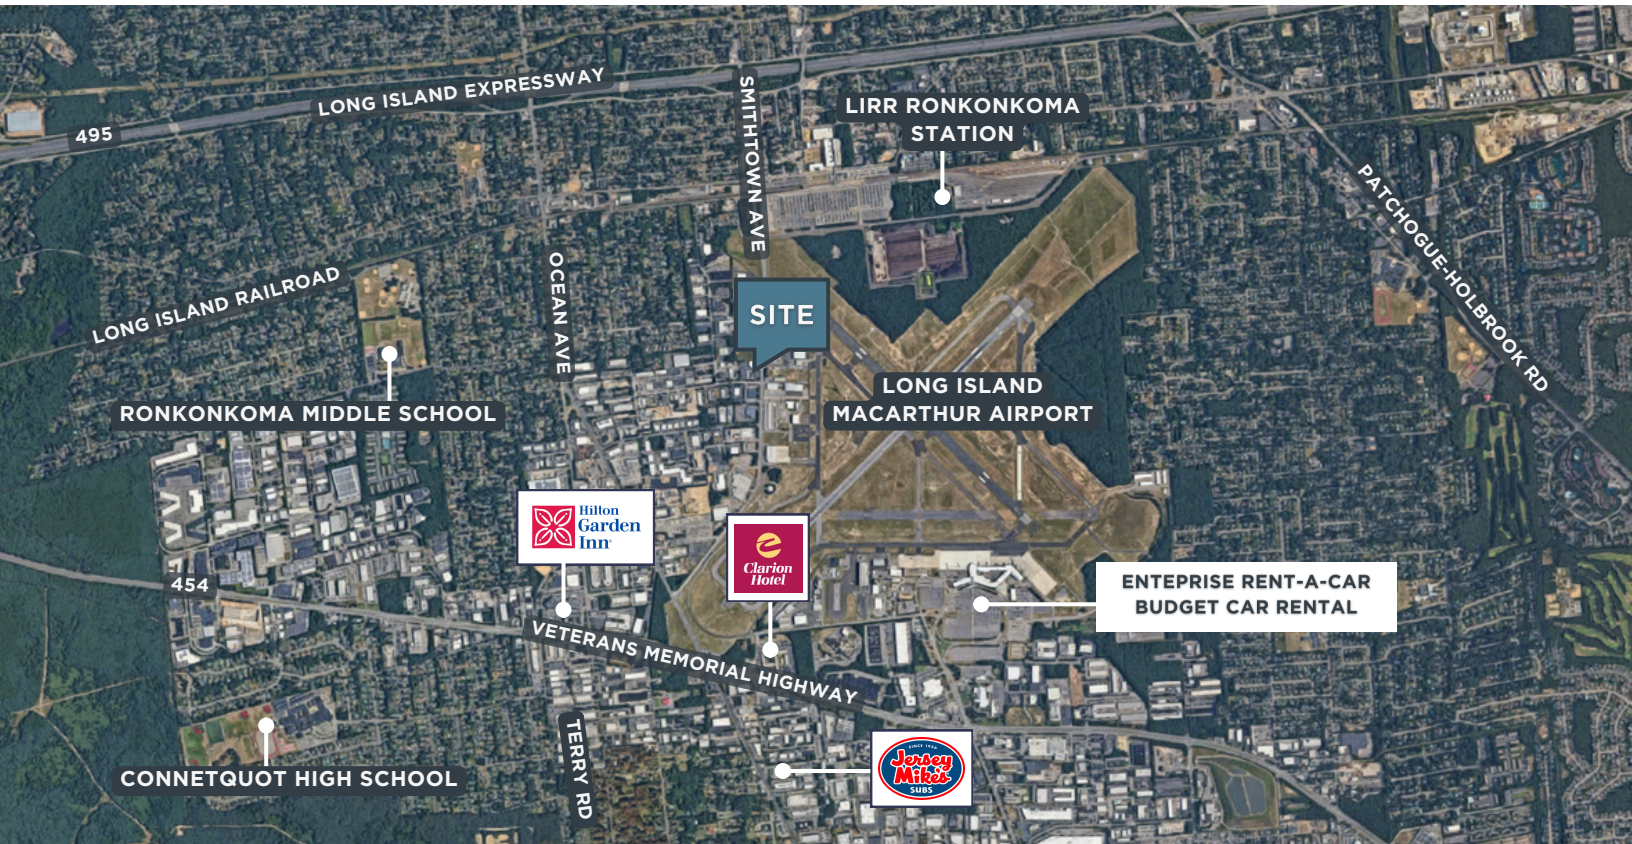 LONG ISLAND EXPRESSWAY
495
SMITHTOWN AVE
LIRR RONKONKOMA
STATION
PATCHOGUE-HOLBROOK RD
LONG ISLAND RAILROAD
OCEAN AVE
SITE
RONKONKOMA MIDDLE SCHOOL
LONG ISLAND
MACARTHUR AIRPORT
Hilton
Garden
Inn
Clarion
Hotel
ENTEPRISE RENT-A-CAR
BUDGET CAR RENTAL
454
VETERANS MEMORIAL HIGHWAY
TERRY RD
CONNETQUOT HIGH SCHOOL
SINCE 1956
Jersey
Mike's
SUBS